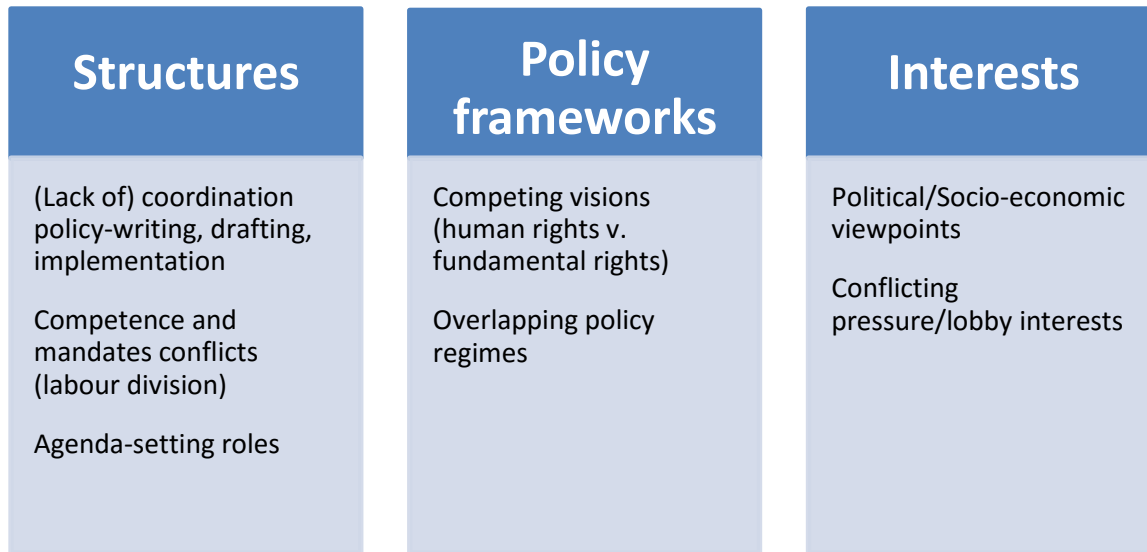 Structures
(Lack of) coordination
policy-writing, drafting,
implementation
Competence and
mandates conflicts
(labour division)
Agenda-setting roles
Policy
frameworks
Competing visions
(human rights v.
fundamental rights)
Overlapping policy
regimes
Interests
Political/Socio-economic
viewpoints
Conflicting
pressure/lobby interests